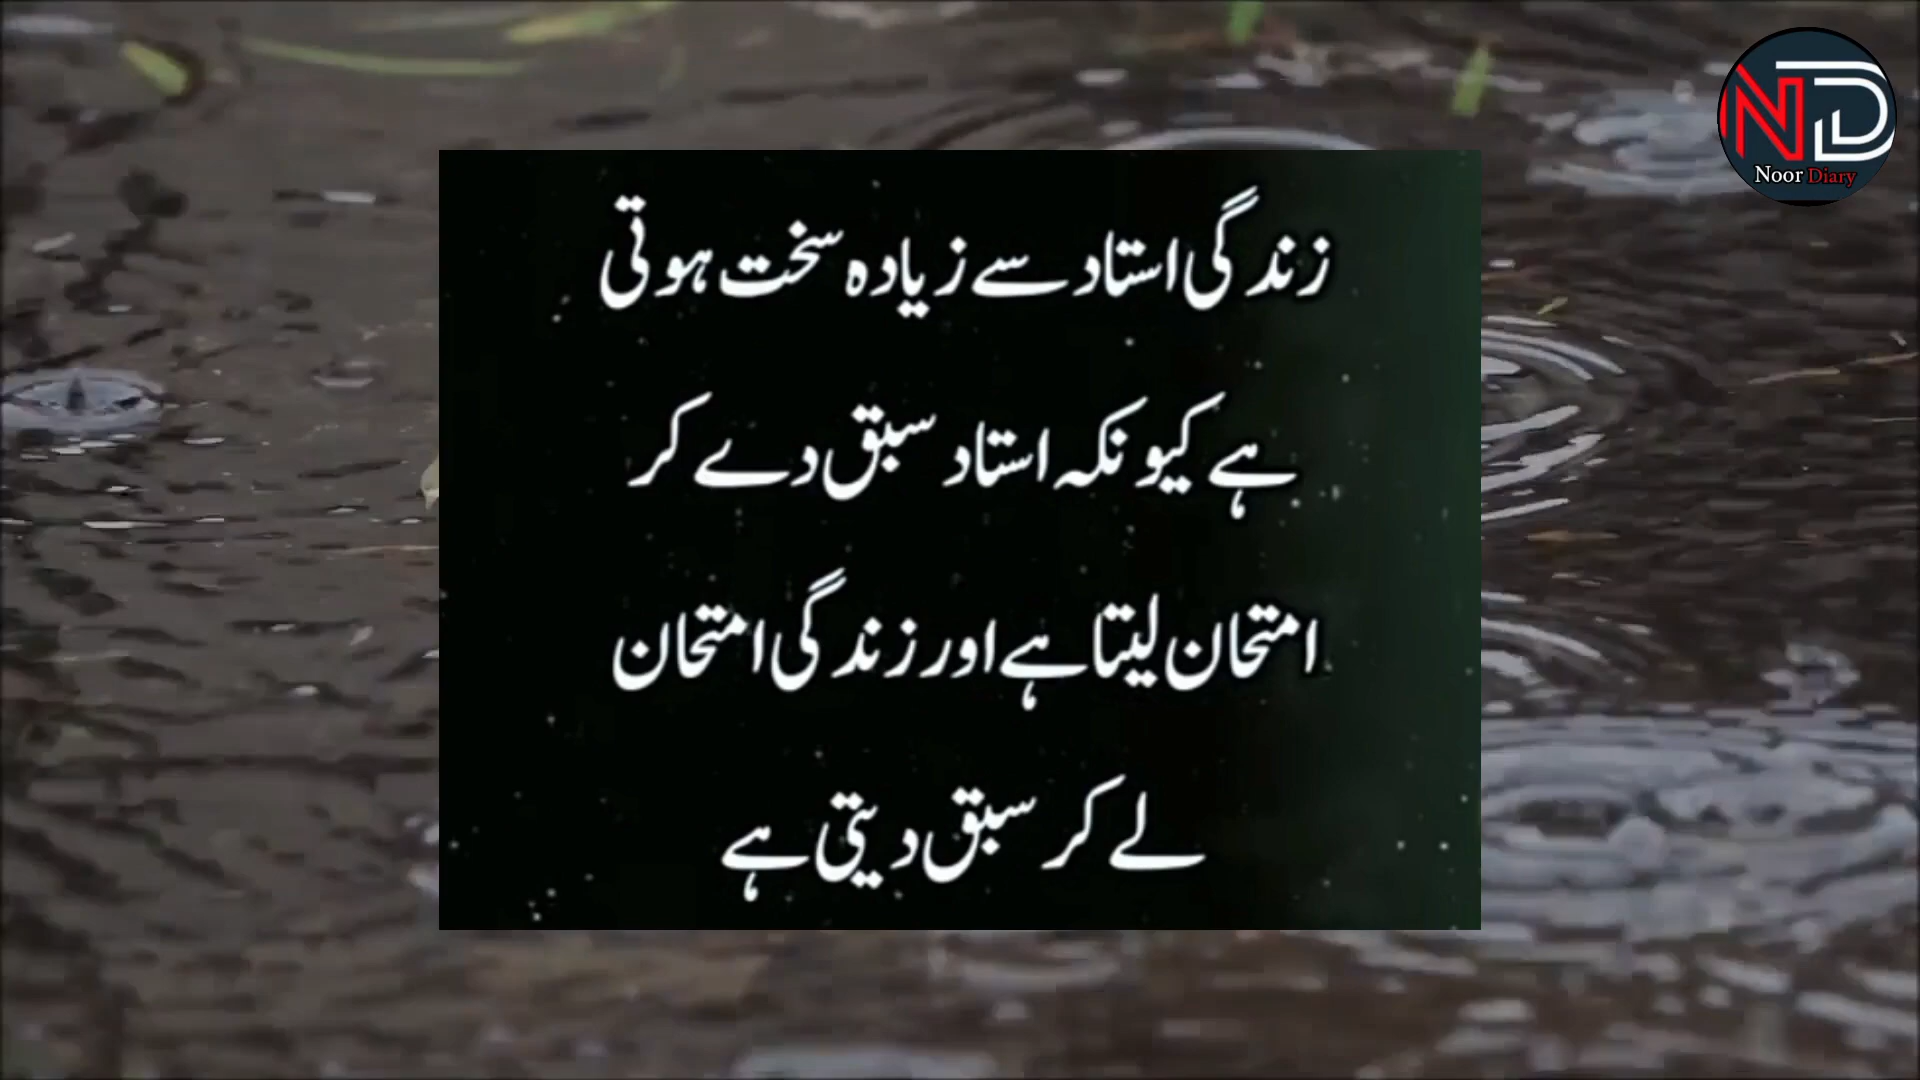 زندگی استاد سے زیادہ سخت ہوتی
ہے کیونکہ استاد سبق دے کر
امتحان لیتا ہے اور زندگی امتحان
لے کر سبق دیتی ہے
ND
Noor Diary